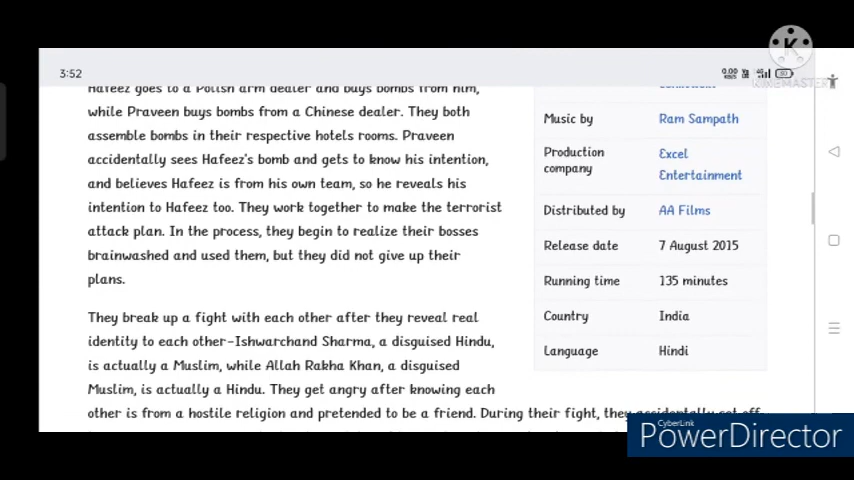 3:52
KINEMASTER
Hafeez goes to a Polish arm dealer and buys bombs from him,
while Praveen buys bombs from a Chinese dealer. They both
assemble bombs in their respective hotels rooms. Praveen
accidentally sees Hafeez's bomb and gets to know his intention,
and believes Hafeez is from his own team, so he reveals his
intention to Hafeez too. They work together to make the terrorist
attack plan. In the process, they begin to realize their bosses
brainwashed and used them, but they did not give up their
plans.
They break up a fight with each other after they reveal real
identity to each other-Ishwarchand Sharma, a disguised Hindu,
is actually a Muslim, while Allah Rakha Khan, a disguised
Muslim, is actually a Hindu. They get angry after knowing each
other is from a hostile religion and pretended to be a friend. During their fight, they accidentally set off
Music by Ram Sampath
Production Excel
company Entertainment
Distributed by AA Films
Release date 7 August 2015
Running time 135 minutes
Country India
Language Hindi
CyberLink
PowerDirector